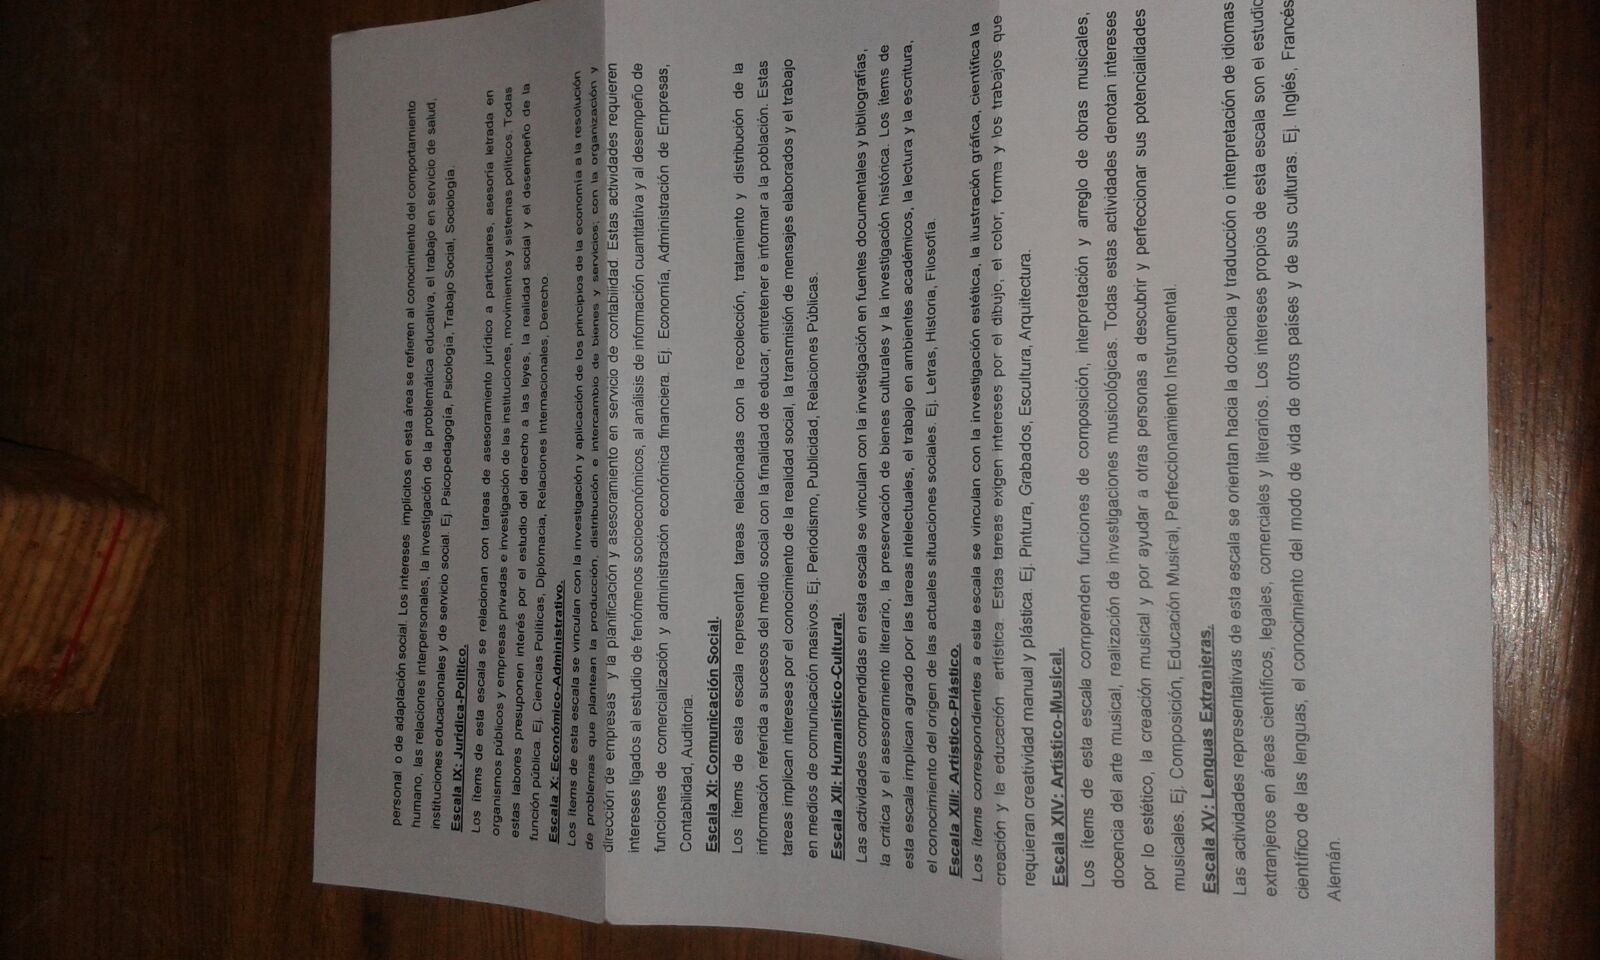 personal o de adaptación social. Los intereses implícitos en esta área se refieren al conocimiento del comportamiento
humano, las relaciones interpersonales, la investigación de la problemática educativa, el trabajo en servicio de salud,
instituciones educacionales y de servicio social. Ej. Psicopedagogía, Psicología, Trabajo Social, Sociología.
Escala IX: Jurídica-Político.
Los ítems de esta escala se relacionan con tareas de asesoramiento jurídico a particulares, asesoría letrada en
organismos públicos y empresas privadas e investigación de las instituciones, movimientos y sistemas políticos. Todas
estas labores presuponen interés por el estudio del derecho a las leyes, la realidad social y el desempeño de la
función pública. Ej. Ciencias Políticas, Diplomacia, Relaciones Internacionales, Derecho
Escala X: Económico-Administrativo.
Los ítems de esta escala se vinculan con la investigación y aplicación de los principios de la economía a la resolución
de problemas que plantean la producción, distribución e intercambio de bienes y servicios; con la organización y
dirección de empresas y la planificación y asesoramiento en servicio de contabilidad. Estas actividades requieren
intereses ligados al estudio de fenómenos socioeconómicos, al análisis de información cuantitativa y al desempeño de
funciones de comercialización y administración económica financiera. Ej. Economía, Administración de Empresas,
Contabilidad, Auditoria.
Escala XI: Comunicación Social.
Los ítems de esta escala representan tareas relacionadas con la recolección, tratamiento y distribución de la
información referida a sucesos del medio social con la finalidad de educar, entretener e informar a la población. Estas
tareas implican intereses por el conocimiento de la realidad social, la transmisión de mensajes elaborados y el trabajo
en medios de comunicación masivos. Ej. Periodismo, Publicidad, Relaciones Públicas.
Escala XII: Humanístico-Cultural.
Las actividades comprendidas en esta escala se vinculan con la investigación en fuentes documentales y bibliografías,
la crítica y el asesoramiento literario, la preservación de bienes culturales y la investigación histórica. Los ítems de
esta escala implican agrado por las tareas intelectuales, el trabajo en ambientes académicos, la lectura y la escritura,
el conocimiento del origen de las actuales situaciones sociales. Ej. Letras, Historia, Filosofía.
Escala XIII: Artístico-Plástico.
Los ítems correspondientes a esta escala se vinculan con la investigación estética, la ilustración gráfica, científica la
creación y la educación artística. Estas tareas exigen intereses por el dibujo, el color, forma y los trabajos que
requieran creatividad manual y plástica. Ej. Pintura, Grabados, Escultura, Arquitectura.
Escala XIV: Artístico-Musical.
Los ítems de esta escala comprenden funciones de composición, interpretación y arreglo de obras musicales,
docencia del arte musical, realización de investigaciones musicológicas. Todas estas actividades denotan intereses
por lo estético, la creación musical y por ayudar a otras personas a descubrir y perfeccionar sus potencialidades
musicales. Ej. Composición, Educación Musical, Perfeccionamiento Instrumental.
Escala XV: Lenguas Extranjeras.
Las actividades representativas de esta escala se orientan hacia la docencia y traducción o interpretación de idiomas
extranjeros en áreas científicos, legales, comerciales y literarios. Los intereses propios de esta escala son el estudio
científico de las lenguas, el conocimiento del modo de vida de otros países y de sus culturas. Ej. Inglés, Francés
Alemán.